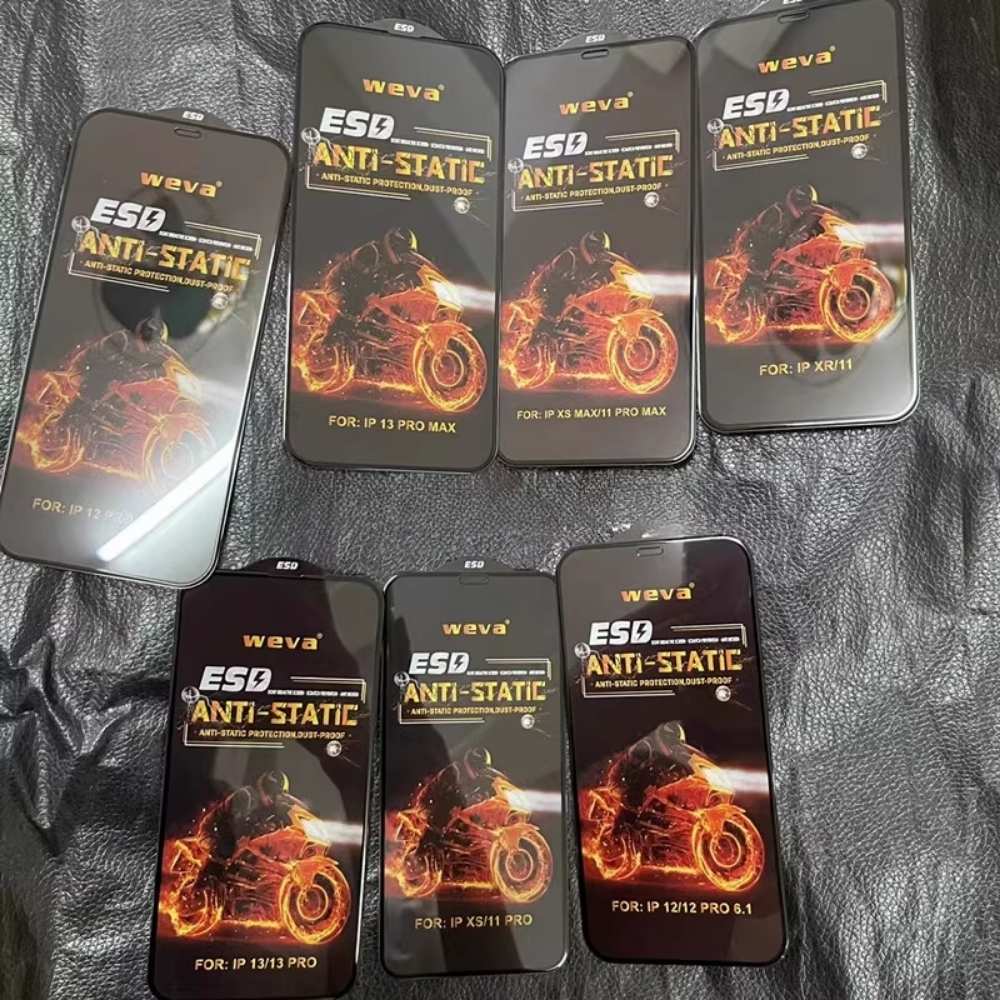 ESD
weva
ESD
ANTI-STATIC
ANTI-STATIC PROTECTION,DUST-PROOF
FOR: IP 12 P
ESD
weva
ESD
ANTI-STATIC
ANTI-STATIC PROTECTION,DUST-PROOF
FOR: IP 13 PRO MAX
ESD
weva
ESD
ANTI-STATIC
ANTI-STATIC PROTECTION,DUST-PROOF
FOR: IP XS MAX/11 PRO MAX
weva
ESD
ANTI-STATIC
ANTI-STATIC PROTECTION,DUST-PROOF
FOR: IP XR/11
ESD
weva
ESD
ANTI-STATIC
ANTI-STATIC PROTECTION,DUST-PROOF
FOR: IP 13/13 PRO
ESD
weva
ESD
ANTI-STATIC
ANTI-STATIC PROTECTION,DUST-PROOF
FOR: IP XS/11 PRO
weva
ESD
ANTI-STATIC
ANTI-STATIC PROTECTION,DUST-PROOF
FOR: IP 12/12 PRO 6.1